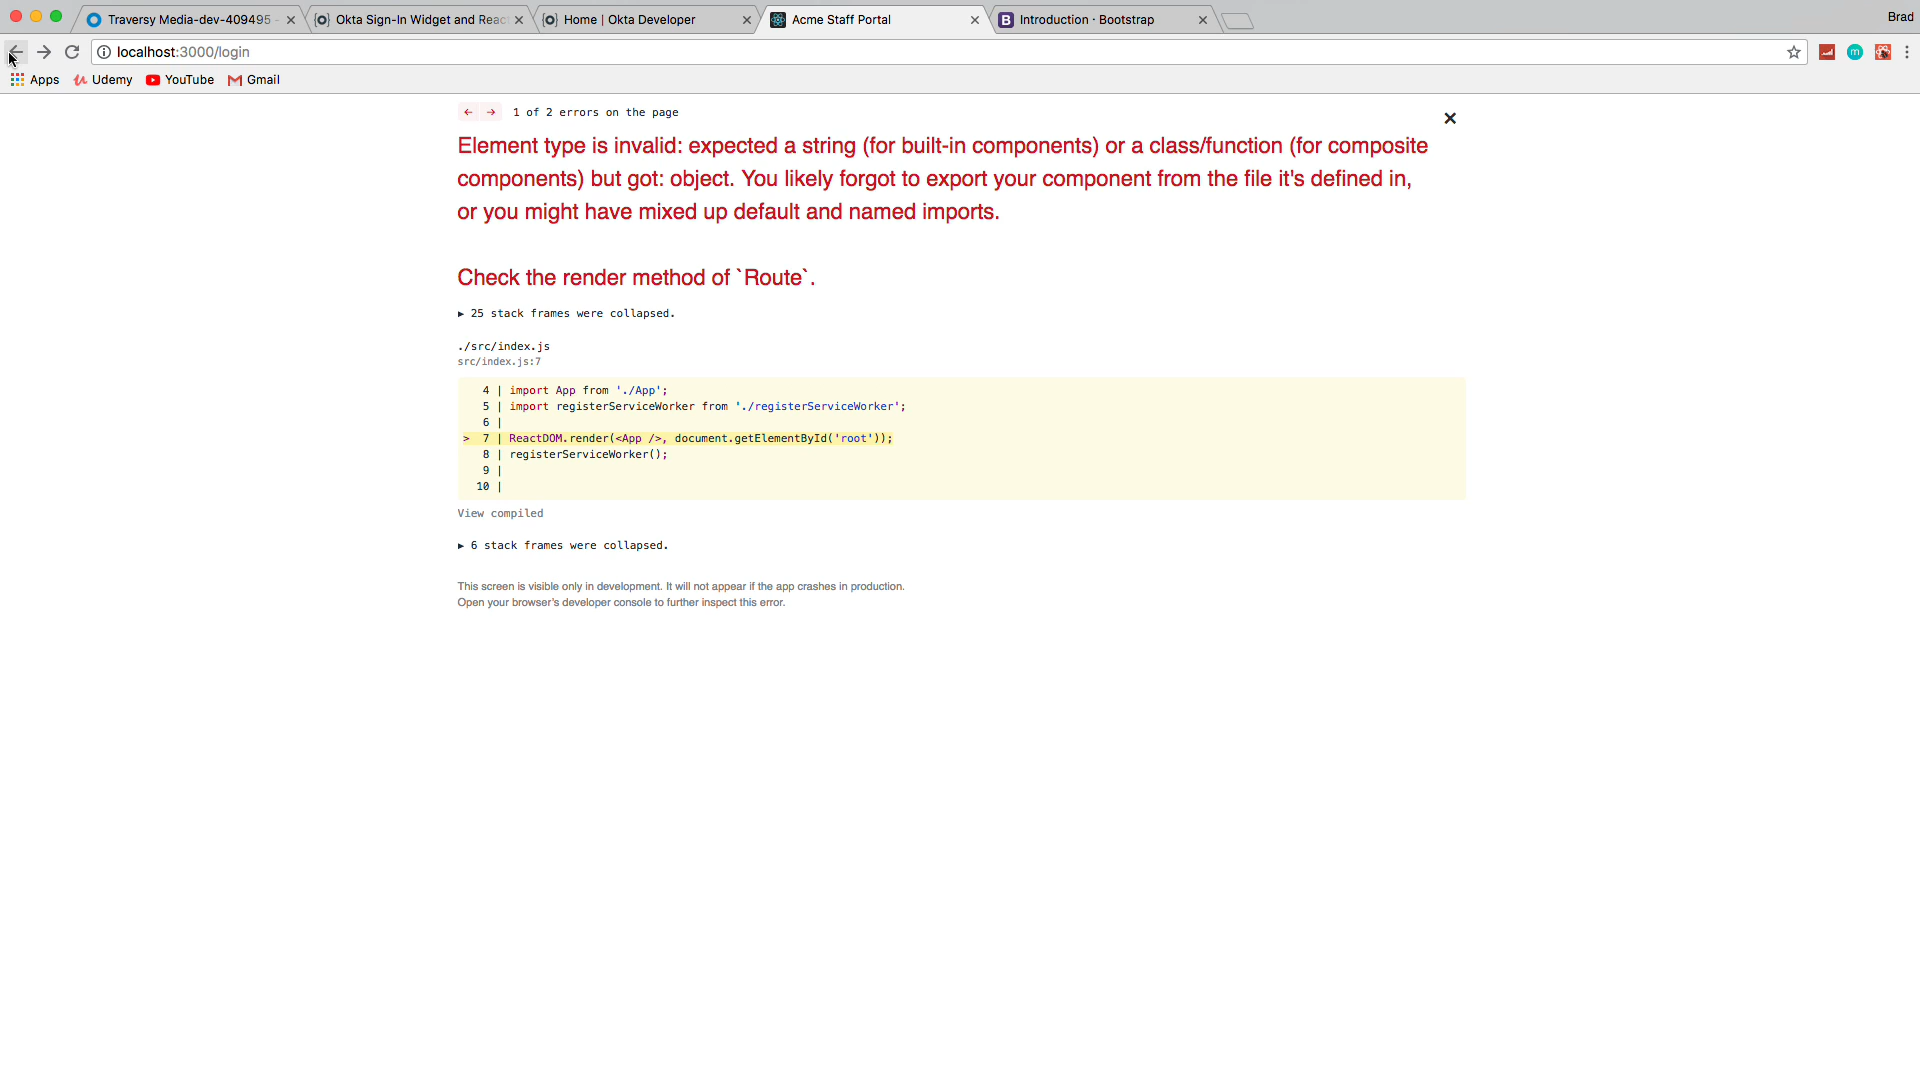 Traversy Media-dev-409495 -
Okta Sign-In Widget and Reac
Home | Okta Developer
Acme Staff Portal
Introduction · Bootstrap
Brad
localhost:3000/login
Apps
Udemy
YouTube
Gmail
← → 1 of 2 errors on the page
Element type is invalid: expected a string (for built-in components) or a class/function (for composite
components) but got: object. You likely forgot to export your component from the file it's defined in,
or you might have mixed up default and named imports.
Check the render method of `Route`.
▶ 25 stack frames were collapsed.
./src/index.js
src/index.js:7
4 | import App from './App';
5 | import registerServiceWorker from './registerServiceWorker';
6 |
> 7 | ReactDOM.render(<App />, document.getElementById('root'));
8 | registerServiceWorker();
9 |
10 |
View compiled
▶ 6 stack frames were collapsed.
This screen is visible only in development. It will not appear if the app crashes in production.
Open your browser's developer console to further inspect this error.